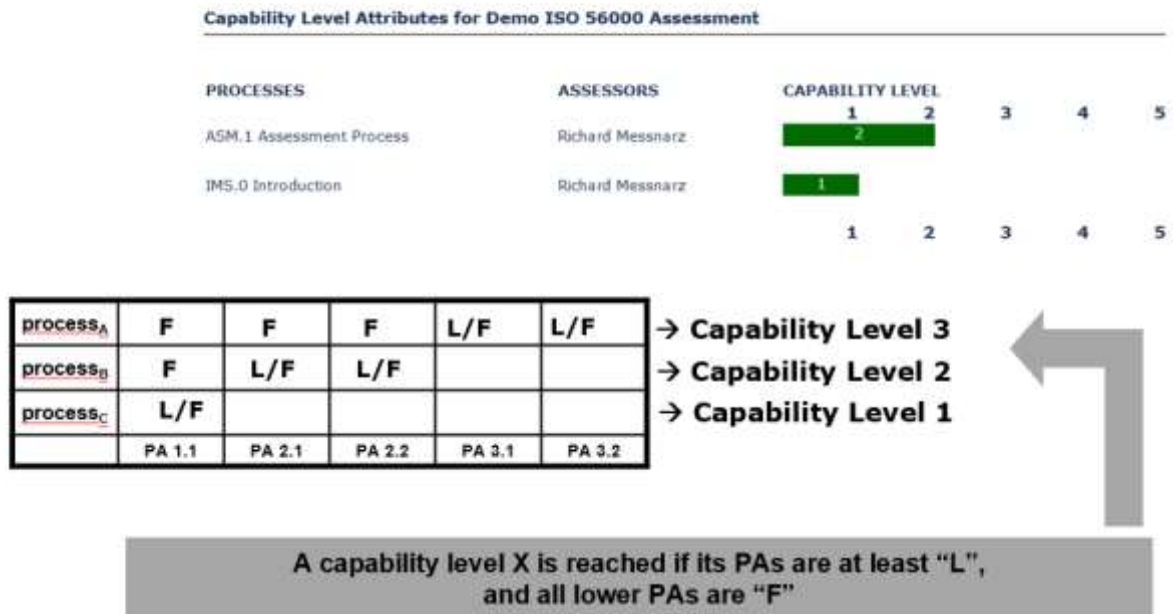 Capability Level Attributes for Demo ISO 56000 Assessment
PROCESSES ASSESSORS CAPABILITY LEVEL
1 2 3 4 5
ASM.1 Assessment Process Richard Messnarz 2
IMS.0 Introduction Richard Messnarz 1
1 2 3 4 5
process_A F F F L/F L/F → Capability Level 3
process_B F L/F L/F → Capability Level 2
process_C L/F → Capability Level 1
PA 1.1 PA 2.1 PA 2.2 PA 3.1 PA 3.2
A capability level X is reached if its PAs are at least “L”,
and all lower PAs are “F”